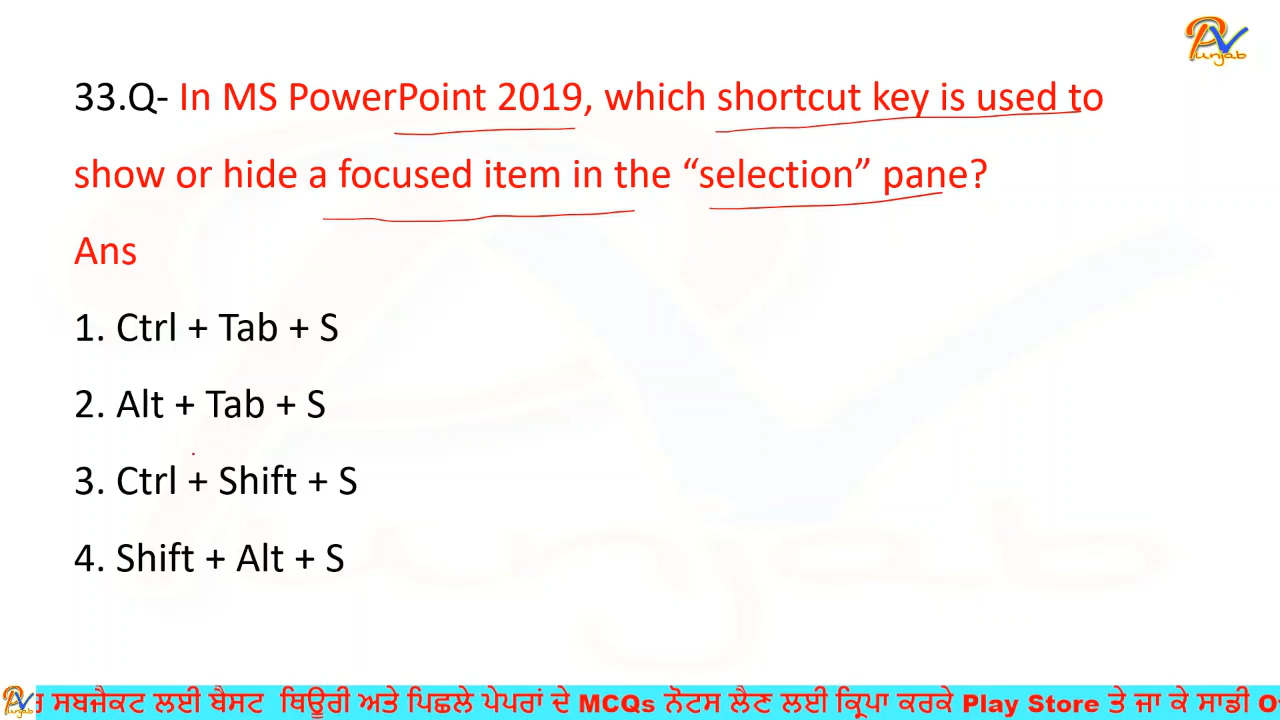 PV
Punjab
33.Q- In MS PowerPoint 2019, which shortcut key is used to
show or hide a focused item in the “selection” pane?
Ans
1. Ctrl + Tab + S
2. Alt + Tab + S
3. Ctrl + Shift + S
4. Shift + Alt + S
ਸਬਜੈਕਟ ਲਈ ਬੈਸਟ ਥਿਊਰੀ ਅਤੇ ਪਿਛਲੇ ਪੇਪਰਾਂ ਦੇ MCQs ਨੋਟਸ ਲੈਣ ਲਈ ਕ੍ਰਿਪਾ ਕਰਕੇ Play Store ਤੇ ਜਾ ਕੇ ਸਾਡੀ